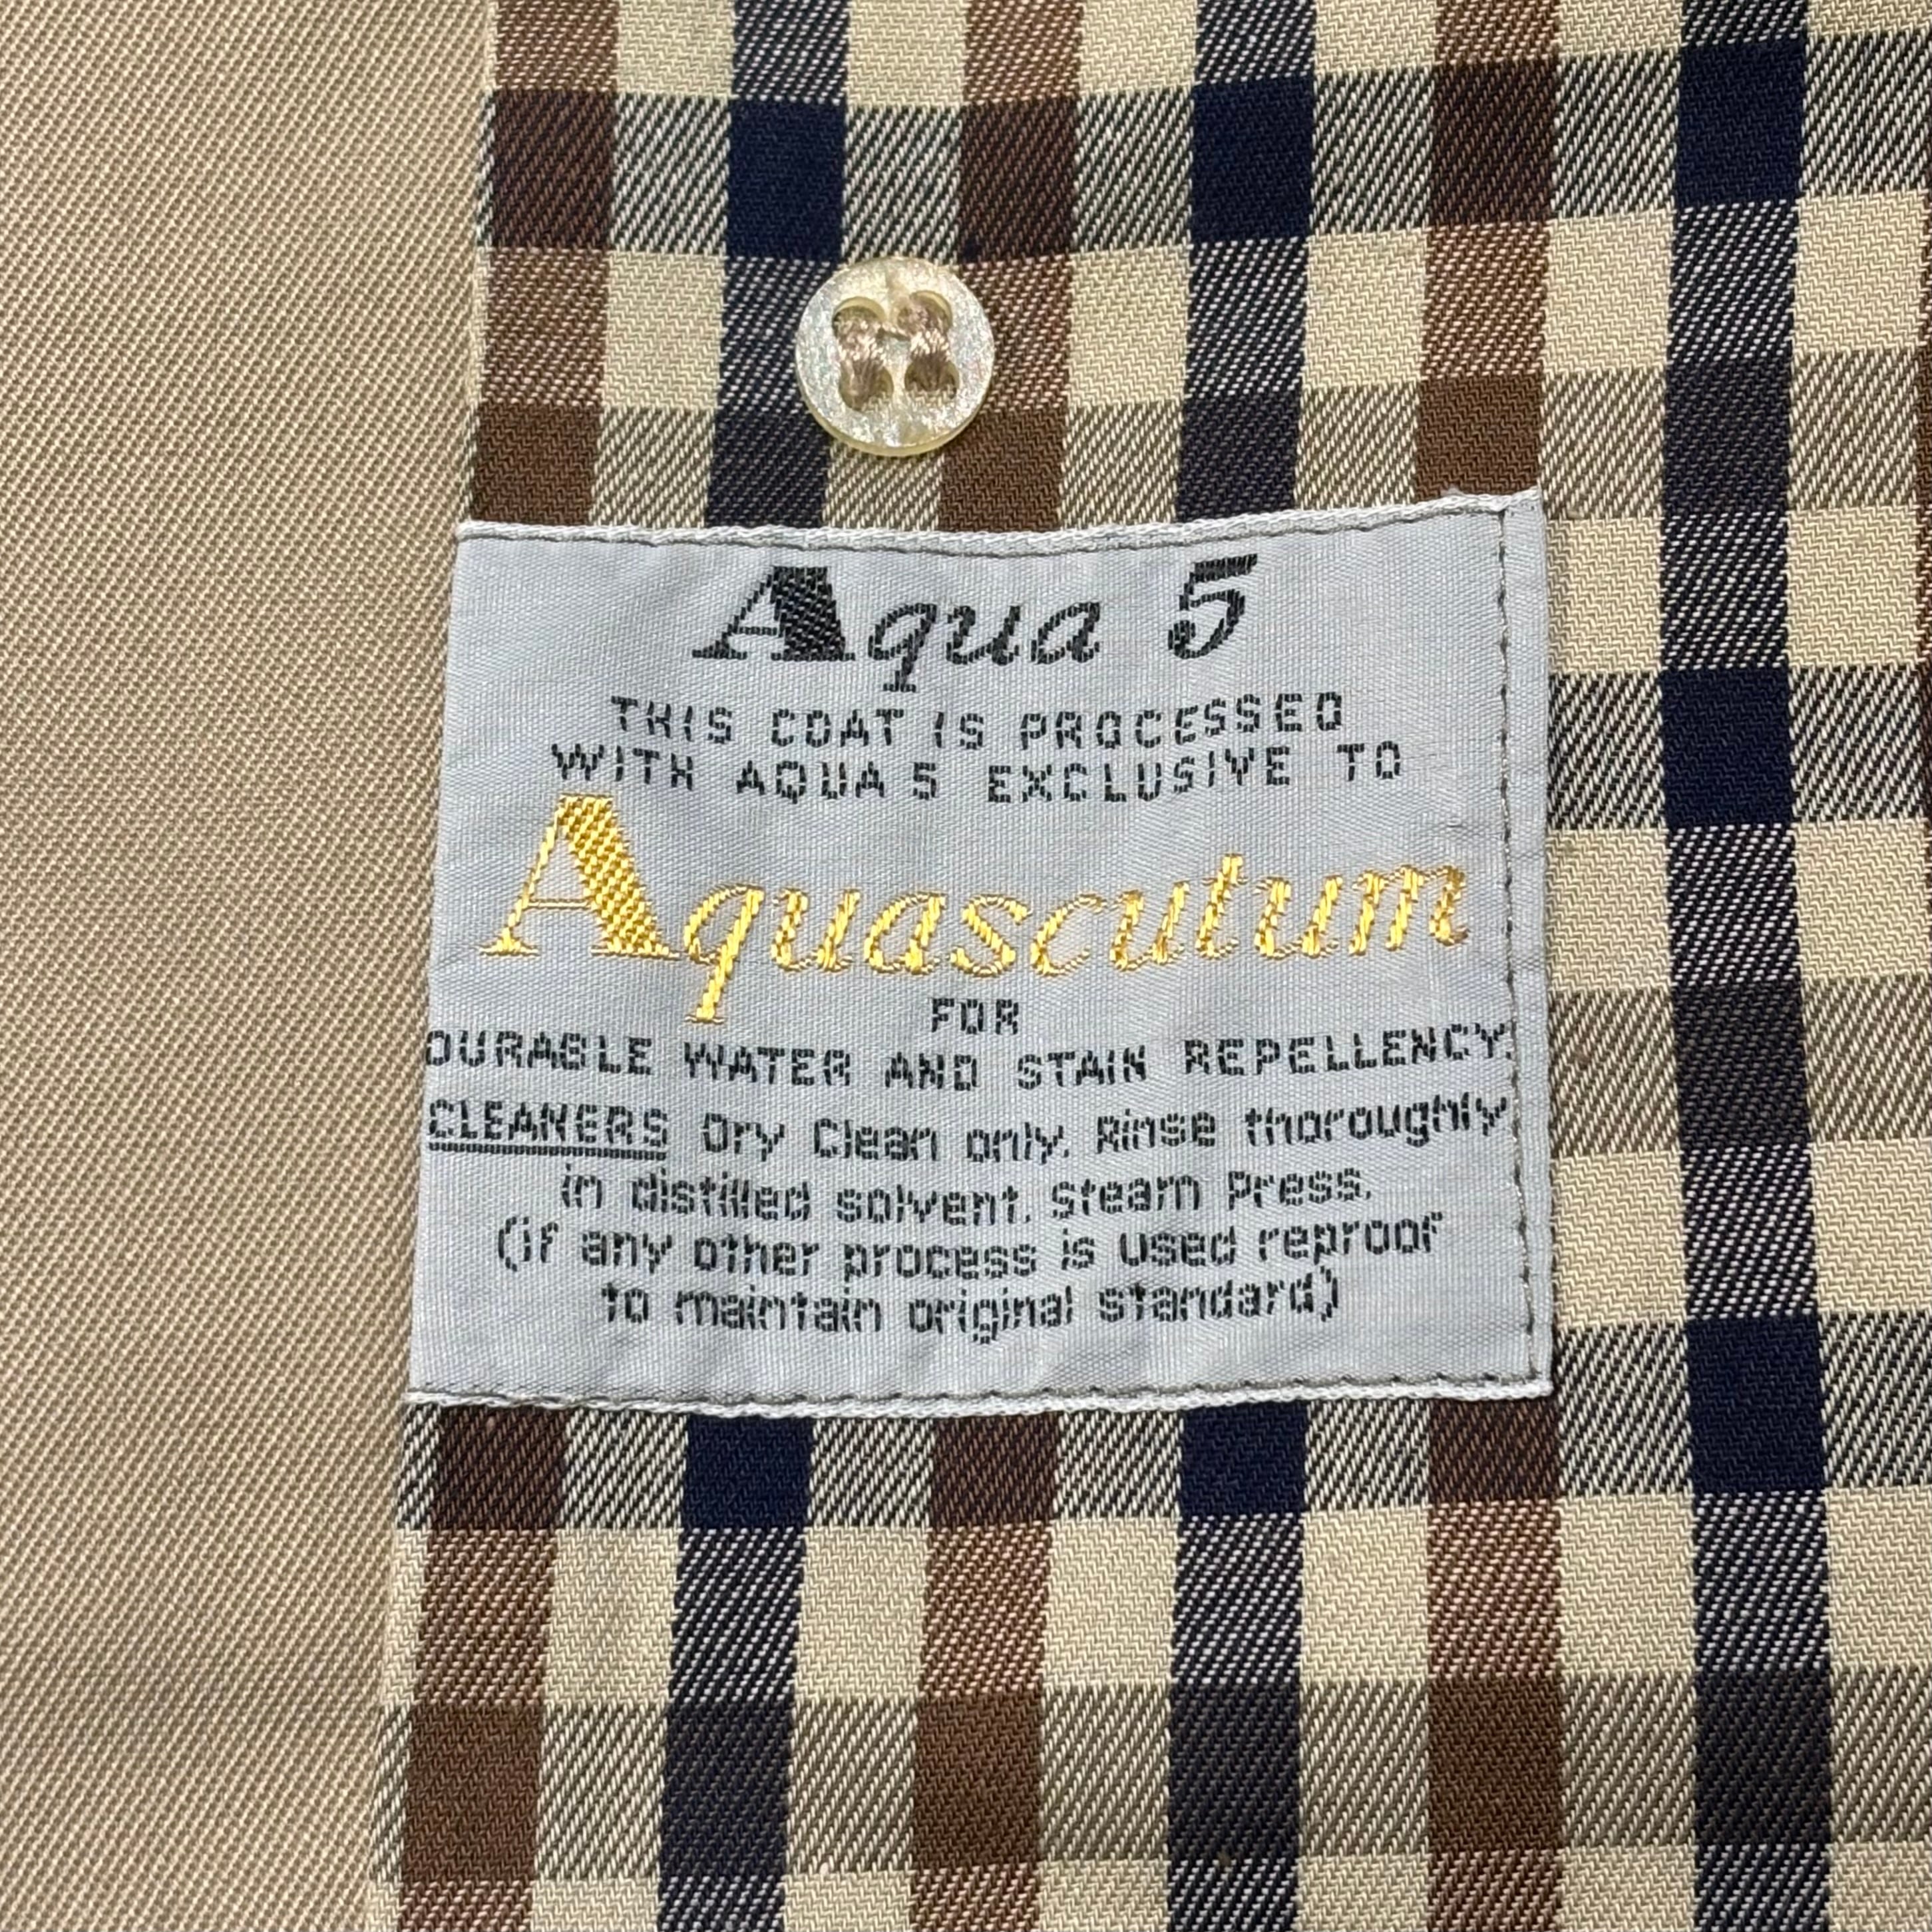 Aqua 5
THIS COAT IS PROCESSED
WITH AQUA 5 EXCLUSIVE TO
Aquascutum
FOR
DURABLE WATER AND STAIN REPELLENCY.
CLEANERS Dry Clean only. Rinse thoroughly
in distilled solvent. Steam Press.
(if any other process is used reproof
to maintain original standard)